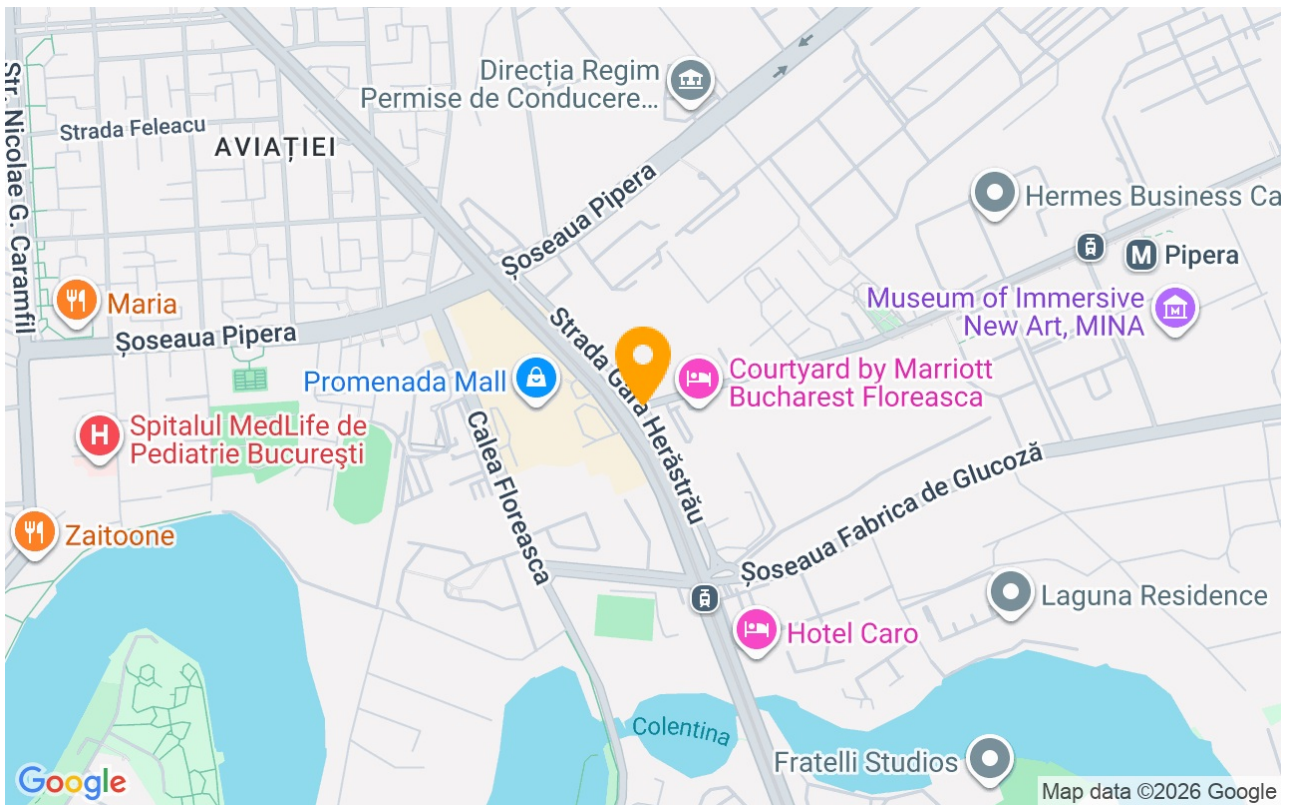 Direcția Regim
Permise de Conducere...
Str. Nicolae G. Caramfil
Strada Feleacu
AVIAȚIEI
Șoseaua Pipera
Hermes Business Ca
M Pipera
Maria
Șoseaua Pipera
Museum of Immersive
New Art, MINA
Strada Gara Herăstrău
Promenada Mall
Courtyard by Marriott
Bucharest Floreasca
H
Spitalul MedLife de
Pediatrie București
Calea Floreasca
Șoseaua Fabrica de Glucoză
Zaitoone
Laguna Residence
Hotel Caro
Colentina
Fratelli Studios
Google
Map data ©2026 Google